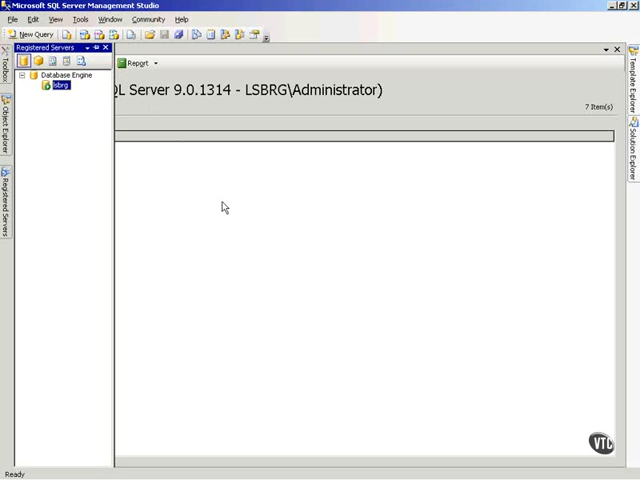 Microsoft SQL Server Management Studio
File Edit View Tools Window Community Help
New Query
Registered Servers
Report
Database Engine
lsbrg
QL Server 9.0.1314 - LSBRG\Administrator)
7 Item(s)
Toolbox
Object Explorer
Registered Servers
Template Explorer
Solution Explorer
VTC
Ready